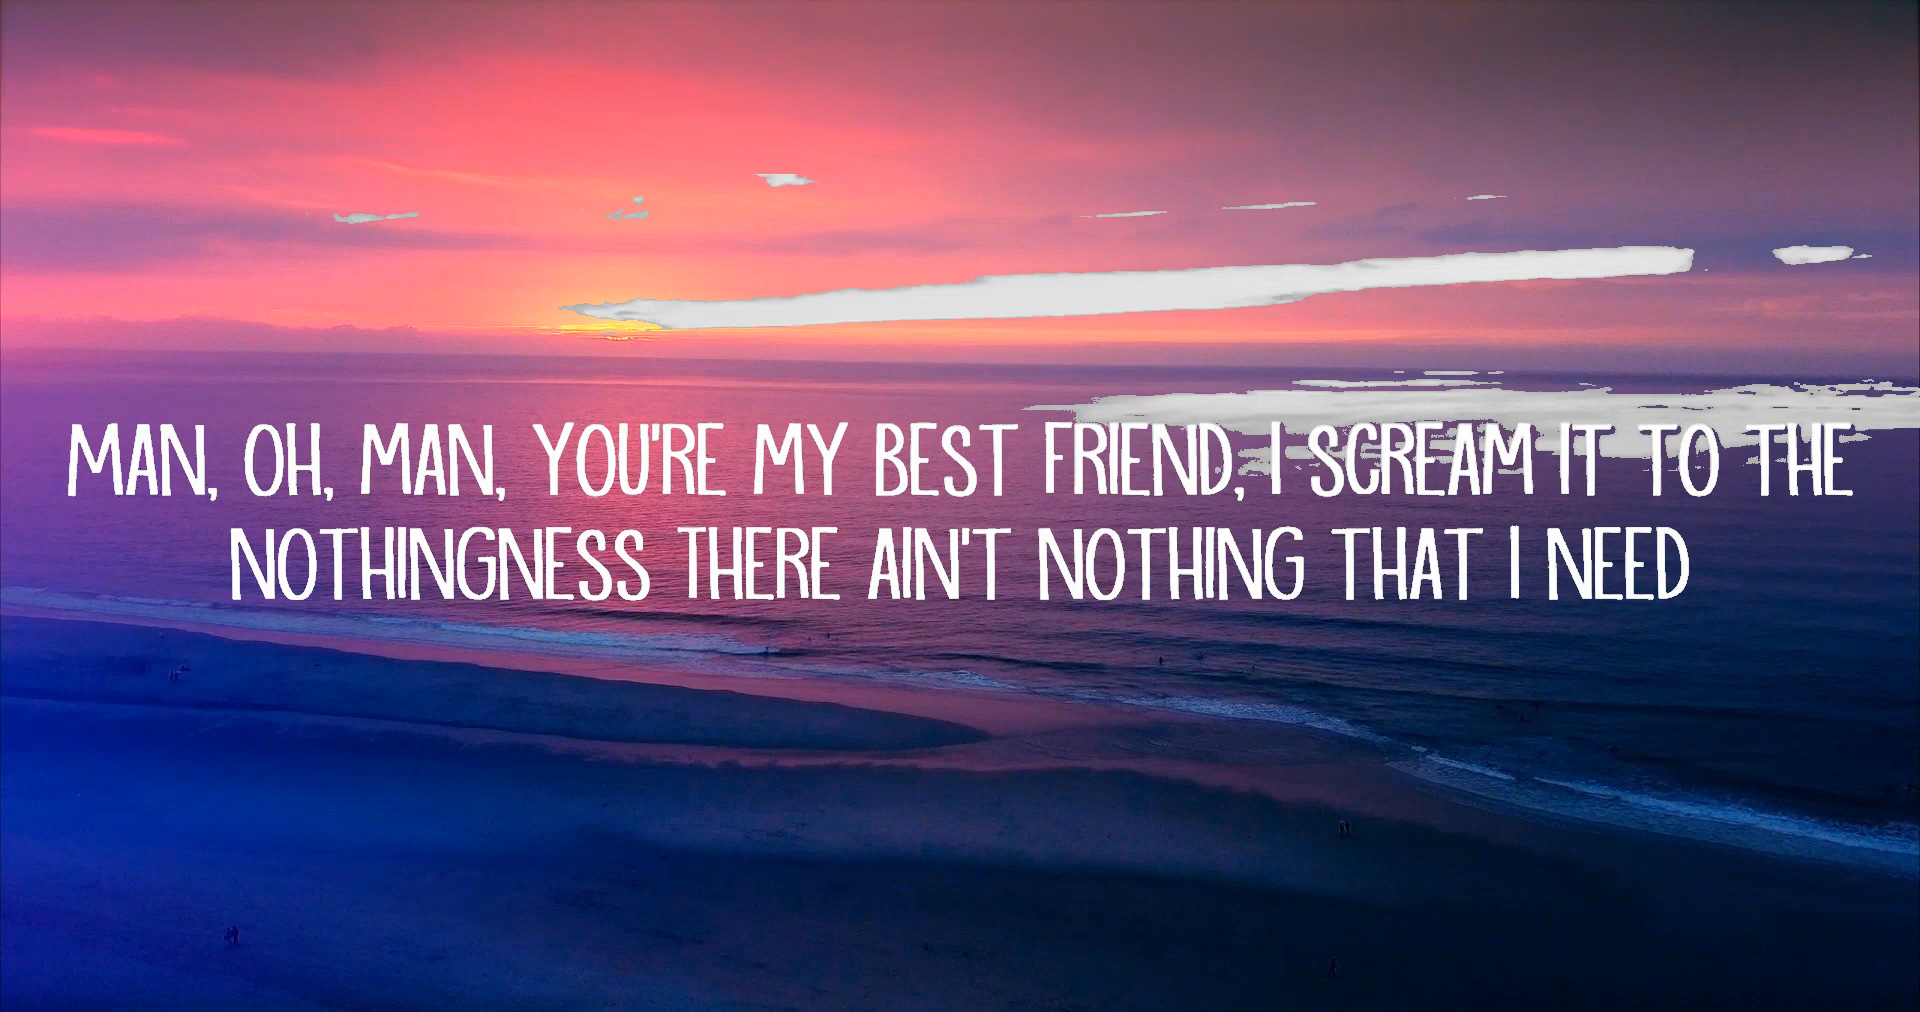 MAN, OH, MAN, YOU'RE MY BEST FRIEND, I SCREAM IT TO THE
NOTHINGNESS THERE AIN'T NOTHING THAT I NEED